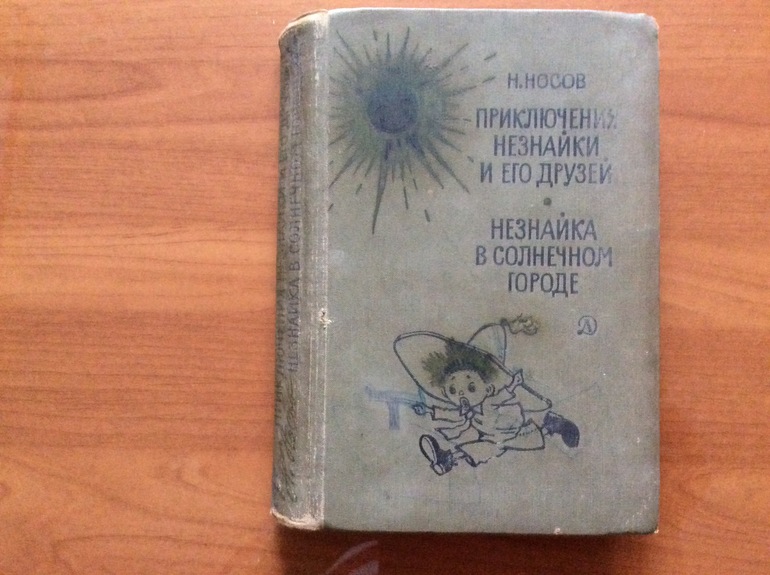 Н.НОСОВ
ПРИКЛЮЧЕНИЯ
НЕЗНАЙКИ
И ЕГО ДРУЗЕЙ
НЕЗНАЙКА
В СОЛНЕЧНОМ
ГОРОДЕ
НЕЗНАЙКА В СОЛНЕЧНОМ